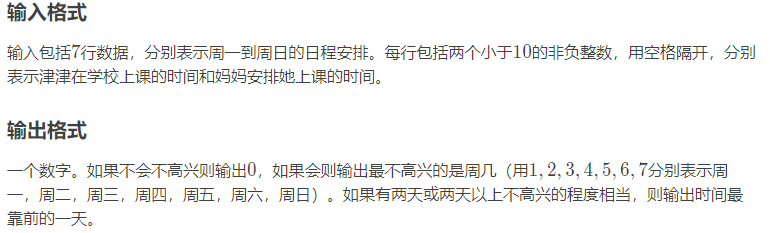 输入格式
输入包括7行数据，分别表示周一到周日的日程安排。每行包括两个小于10的非负整数，用空格隔开，分别
表示津津在学校上课的时间和妈妈安排她上课的时间。
输出格式
一个数字。如果不会不高兴则输出0，如果会则输出最不高兴的是周几（用1, 2, 3, 4, 5, 6, 7分别表示周
一，周二，周三，周四，周五，周六，周日）。如果有两天或两天以上不高兴的程度相当，则输出时间最
靠前的一天。